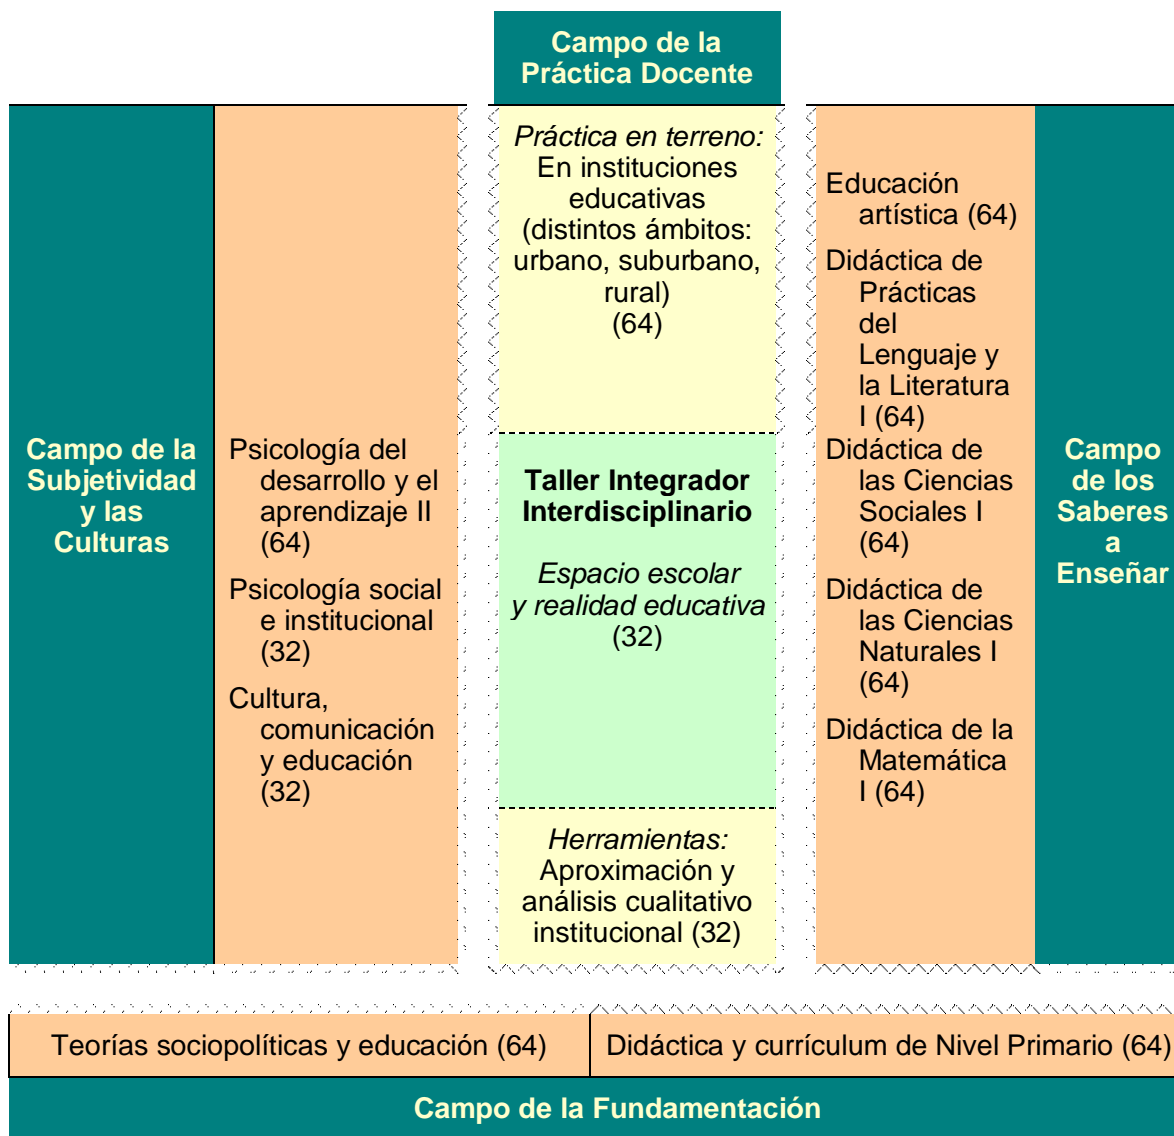 Campo de la
Práctica Docente
Campo de la
Subjetividad
y las
Culturas
Psicología del
desarrollo y el
aprendizaje II
(64)
Psicología social
e institucional
(32)
Cultura,
comunicación
y educación
(32)
Práctica en terreno:
En instituciones
educativas
(distintos ámbitos:
urbano, suburbano,
rural)
(64)
Taller Integrador
Interdisciplinario
Espacio escolar
y realidad educativa
(32)
Herramientas:
Aproximación y
análisis cualitativo
institucional (32)
Educación
artística (64)
Didáctica de
Prácticas
del
Lenguaje y
la Literatura
I (64)
Didáctica de
las Ciencias
Sociales I
(64)
Didáctica de
las Ciencias
Naturales I
(64)
Didáctica de la
Matemática
I (64)
Campo
de los
Saberes
a
Enseñar
Teorías sociopolíticas y educación (64)
Didáctica y currículum de Nivel Primario (64)
Campo de la Fundamentación